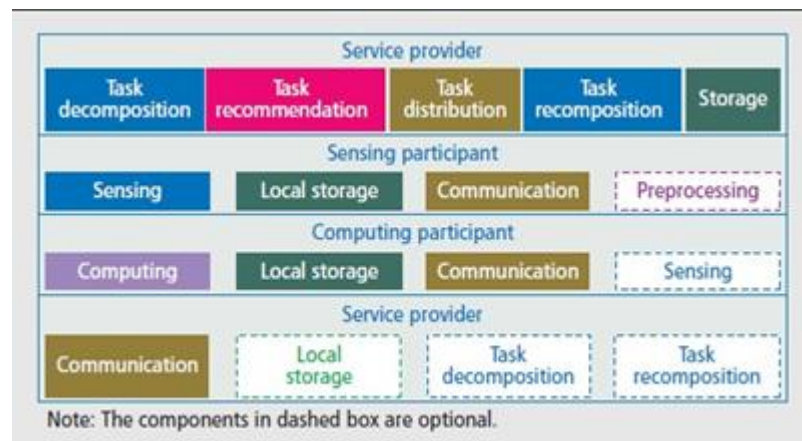 Service provider
Task decomposition
Task recommendation
Task distribution
Task recomposition
Storage
Sensing participant
Sensing
Local storage
Communication
Preprocessing
Computing participant
Computing
Local storage
Communication
Sensing
Service provider
Communication
Local storage
Task decomposition
Task recomposition
Note: The components in dashed box are optional.